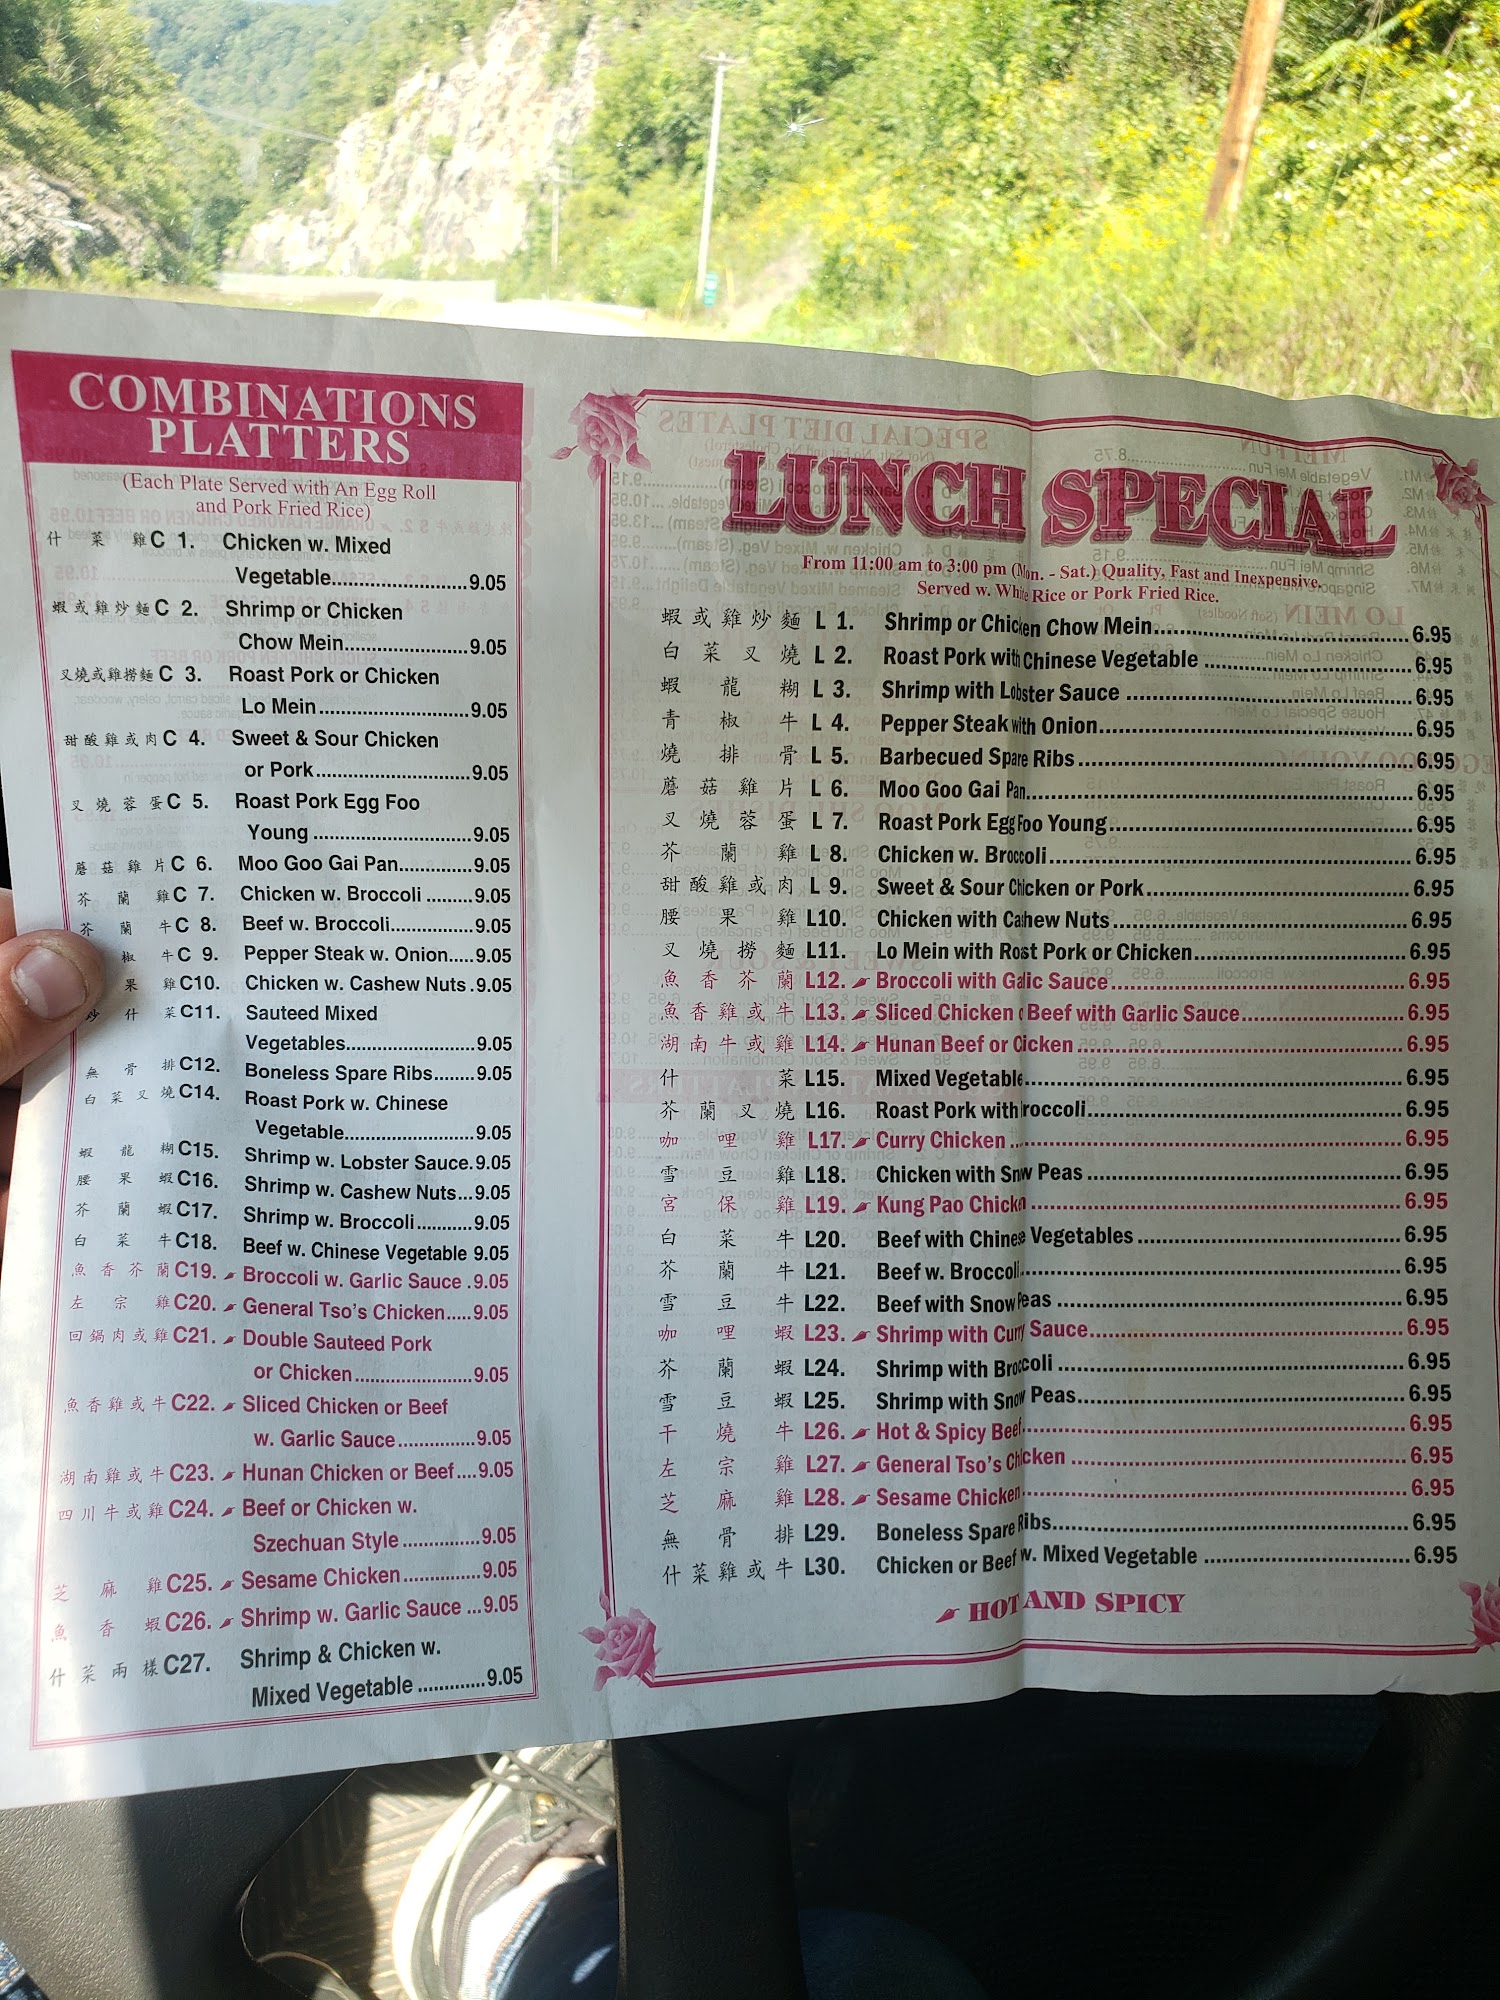 COMBINATIONS
PLATTERS
(Each Plate Served with An Egg Roll
and Pork Fried Rice)
什菜雞 C 1. Chicken w. Mixed
Vegetable..............................9.05
蝦或雞炒麵 C 2. Shrimp or Chicken
Chow Mein............................9.05
叉燒或雞撈麵 C 3. Roast Pork or Chicken
Lo Mein.................................9.05
甜酸雞或肉 C 4. Sweet & Sour Chicken
or Pork..................................9.05
叉燒蓉蛋 C 5. Roast Pork Egg Foo
Young ...................................9.05
蘑菇雞片 C 6. Moo Goo Gai Pan.............9.05
芥蘭雞 C 7. Chicken w. Broccoli ........9.05
芥蘭牛 C 8. Beef w. Broccoli..............9.05
椒牛 C 9. Pepper Steak w. Onion.....9.05
果雞 C10. Chicken w. Cashew Nuts.9.05
炒什菜 C11. Sauteed Mixed
Vegetables......................9.05
無骨排 C12. Boneless Spare Ribs........9.05
白菜叉燒 C14. Roast Pork w. Chinese
Vegetable......................9.05
蝦龍糊 C15. Shrimp w. Lobster Sauce.9.05
腰果蝦 C16. Shrimp w. Cashew Nuts...9.05
芥蘭蝦 C17. Shrimp w. Broccoli..........9.05
白菜牛 C18. Beef w. Chinese Vegetable 9.05
魚香芥蘭 C19. Broccoli w. Garlic Sauce .9.05
左宗雞 C20. General Tso's Chicken.....9.05
回鍋肉或雞 C21. Double Sauteed Pork
or Chicken.........................9.05
魚香雞或牛 C22. Sliced Chicken or Beef
w. Garlic Sauce..............9.05
湖南雞或牛 C23. Hunan Chicken or Beef....9.05
四川牛或雞 C24. Beef or Chicken w.
Szechuan Style...............9.05
芝麻雞 C25. Sesame Chicken...............9.05
魚香蝦 C26. Shrimp w. Garlic Sauce ...9.05
什菜兩樣 C27. Shrimp & Chicken w.
Mixed Vegetable .............9.05
LUNCH SPECIAL
From 11:00 am to 3:00 pm (Mon. - Sat.) Quality, Fast and Inexpensive.
Served w. White Rice or Pork Fried Rice.
蝦或雞炒麵 L 1. Shrimp or Chicken Chow Mein......................................6.95
白菜叉燒 L 2. Roast Pork with Chinese Vegetable ..............................6.95
蝦龍糊 L 3. Shrimp with Lobster Sauce ..........................................6.95
青椒牛 L 4. Pepper Steak with Onion..............................................6.95
燒排骨 L 5. Barbecued Spare Ribs..................................................6.95
蘑菇雞片 L 6. Moo Goo Gai Pan..........................................................6.95
叉燒蓉蛋 L 7. Roast Pork Egg Foo Young............................................6.95
芥蘭雞 L 8. Chicken w. Broccoli.......................................................6.95
甜酸雞或肉 L 9. Sweet & Sour Chicken or Pork.......................................6.95
腰果雞 L10. Chicken with Cashew Nuts............................................6.95
叉燒撈麵 L11. Lo Mein with Roast Pork or Chicken................................6.95
魚香芥蘭 L12. Broccoli with Garlic Sauce...........................................6.95
魚香雞或牛 L13. Sliced Chicken Beef with Garlic Sauce........................6.95
湖南牛或雞 L14. Hunan Beef or Chicken ................................................6.95
什菜 L15. Mixed Vegetable...........................................................6.95
芥蘭叉燒 L16. Roast Pork with Broccoli...............................................6.95
咖哩雞 L17. Curry Chicken ...........................................................6.95
雪豆雞 L18. Chicken with Snow Peas .................................................6.95
宮保雞 L19. Kung Pao Chicken.......................................................6.95
白菜牛 L20. Beef with Chinese Vegetables ........................................6.95
芥蘭牛 L21. Beef w. Broccoli.........................................................6.95
雪豆牛 L22. Beef with Snow Peas ....................................................6.95
咖哩蝦 L23. Shrimp with Curry Sauce..............................................6.95
芥蘭蝦 L24. Shrimp with Broccoli ....................................................6.95
雪豆蝦 L25. Shrimp with Snow Peas.................................................6.95
干燒牛 L26. Hot & Spicy Beef..........................................................6.95
左宗雞 L27. General Tso's Chicken ..................................................6.95
芝麻雞 L28. Sesame Chicken...........................................................6.95
無骨排 L29. Boneless Spare Ribs......................................................6.95
什菜雞或牛 L30. Chicken or Beef w. Mixed Vegetable ................................6.95
HOT AND SPICY